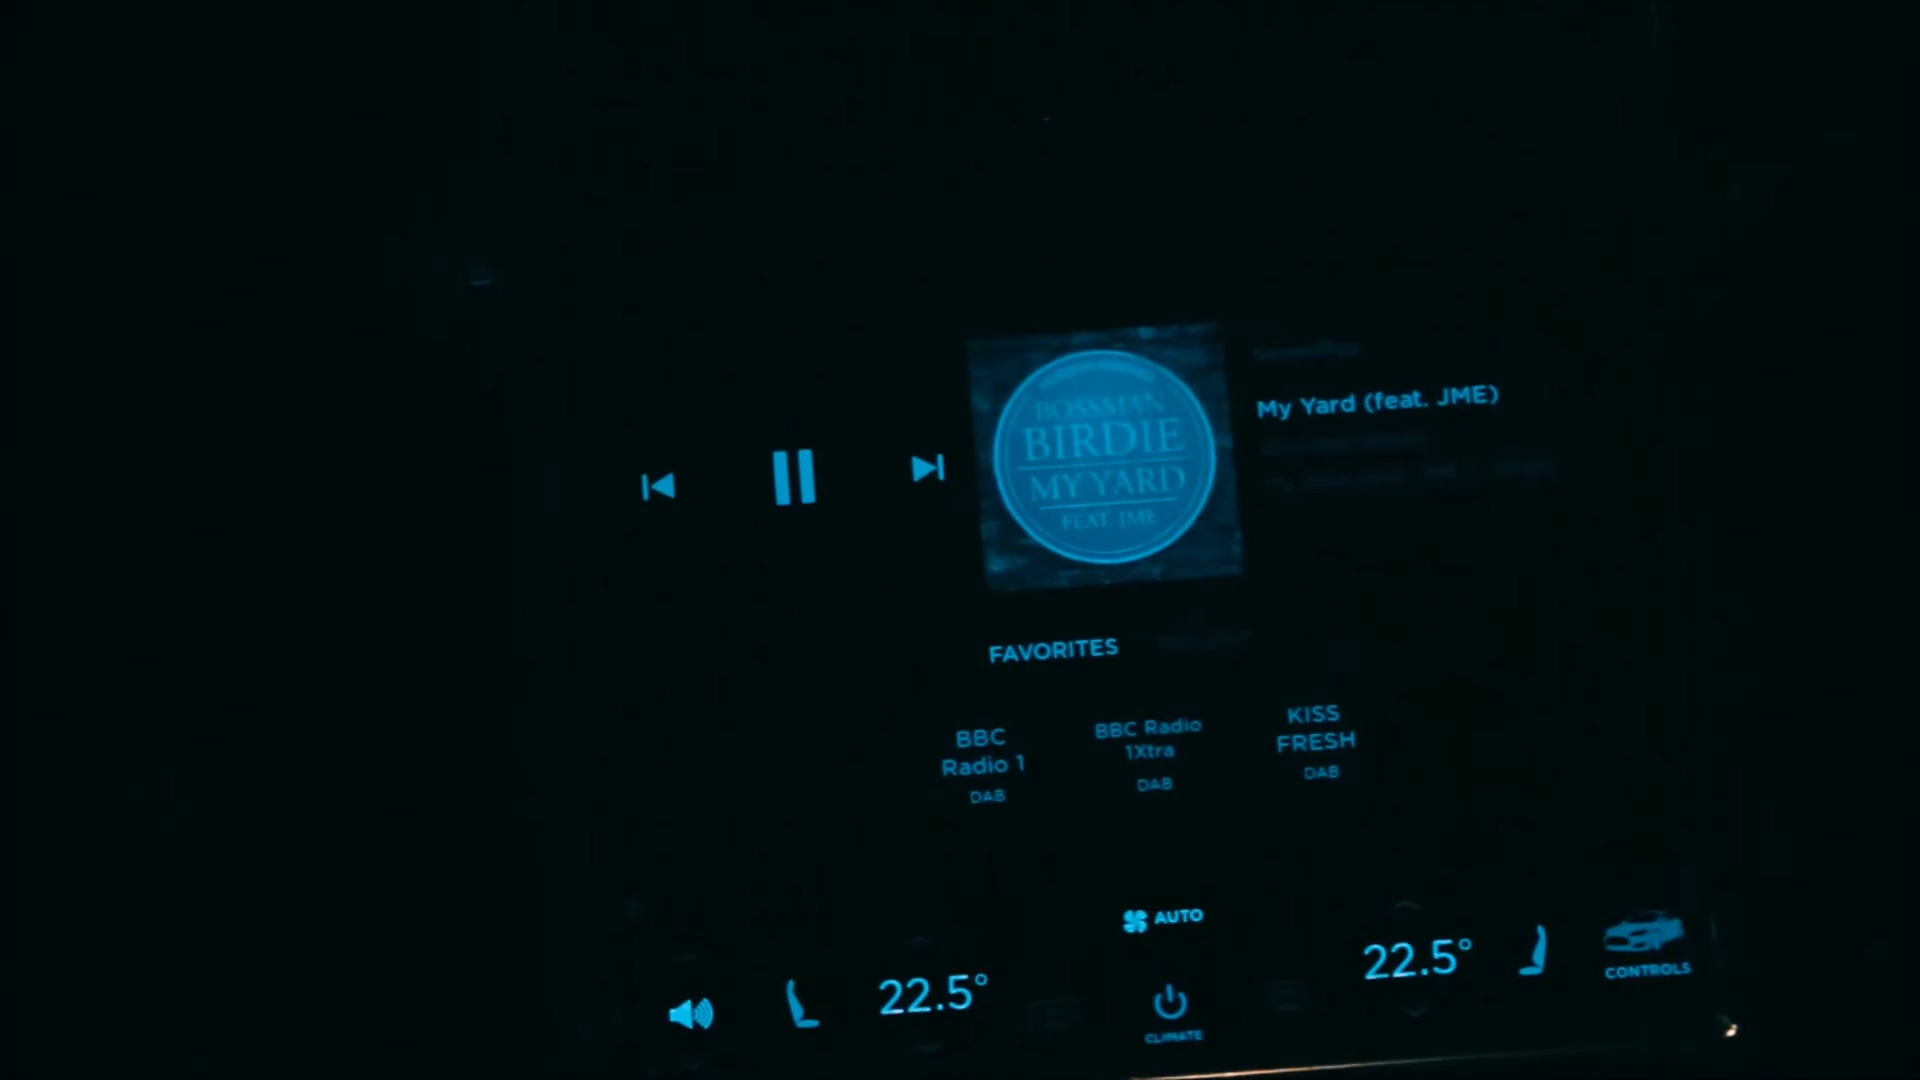 BOSSMAN
BIRDIE
MY YARD
FEAT. JME
My Yard (feat. JME)
FAVORITES
BBC
Radio 1
DAB
BBC Radio
1Xtra
DAB
KISS
FRESH
DAB
AUTO
22.5°
22.5°
CLIMATE
CONTROLS